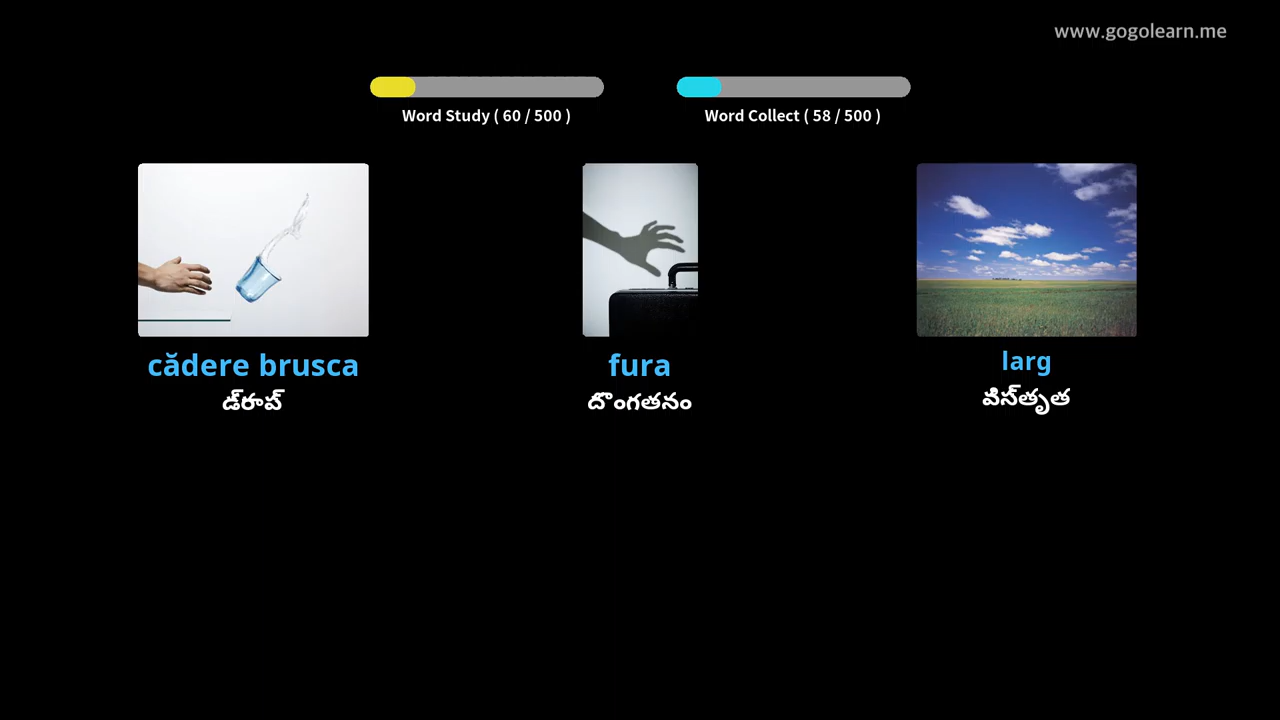 www.gogolearn.me
Word Study ( 60 / 500 )
Word Collect ( 58 / 500 )
cădere brusca
డ్‌రాప్
fura
దొంగతనం
larg
విస్‌తృత